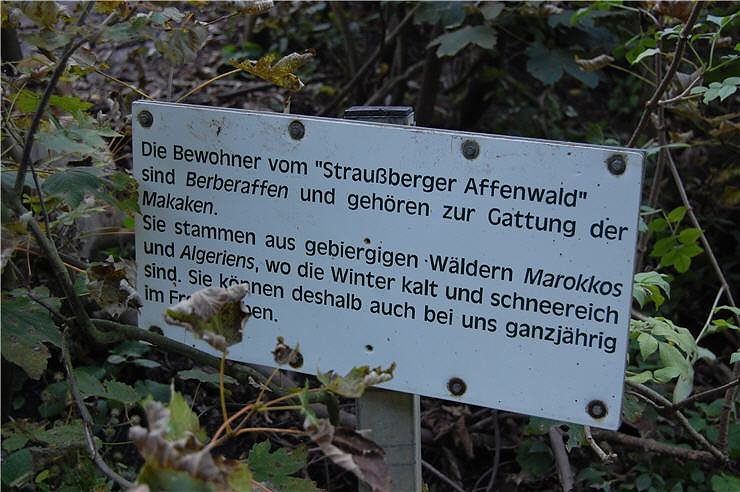 Die Bewohner vom "Straußberger Affenwald"
sind Berberaffen und gehören zur Gattung der
Makaken.
Sie stammen aus gebiergigen Wäldern Marokkos
und Algeriens, wo die Winter kalt und schneereich
sind. Sie können deshalb auch bei uns ganzjährig
im